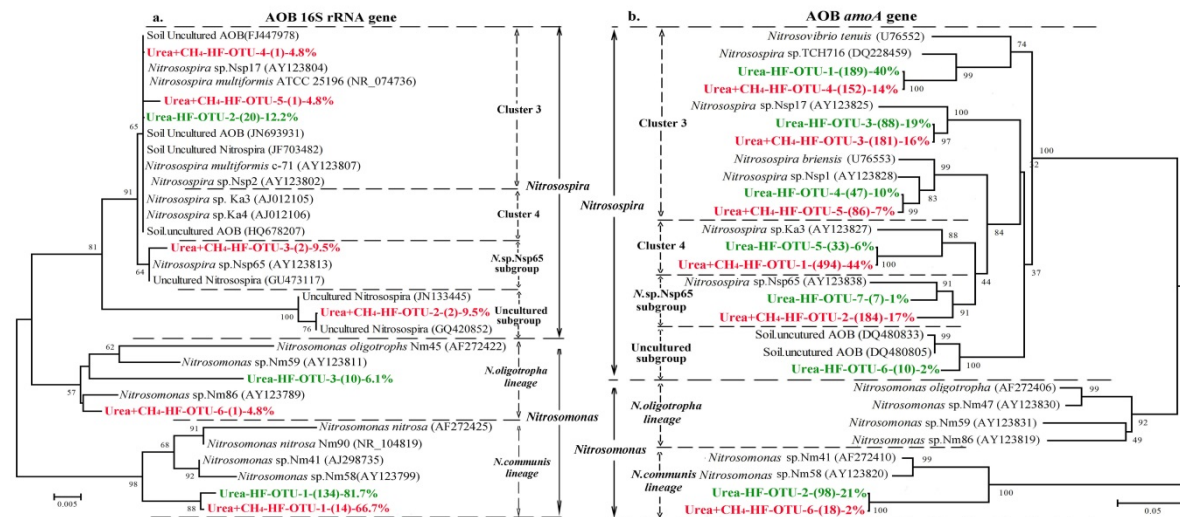 a.
AOB 16S rRNA gene
Soil Uncultured AOB(FJ447978)
Urea+CH₄-HF-OTU-4-(1)-4.8%
Nitrosospira sp.Nsp17 (AY123804)
Nitrosospira multiformis ATCC 25196 (NR_074736)
Urea+CH₄-HF-OTU-5-(1)-4.8%
Urea-HF-OTU-2-(20)-12.2%
Soil Uncultured AOB (JN693931)
Soil Uncultured Nitrospira (JF703482)
Nitrosospira multiformis c-71 (AY123807)
Nitrosospira sp.Nsp2 (AY123802)
Nitrosospira sp. Ka3 (AJ012105)
Nitrosospira sp.Ka4 (AJ012106)
Soil.uncultured AOB (HQ678207)
Urea+CH₄-HF-OTU-3-(2)-9.5%
Nitrosospira sp.Nsp65 (AY123813)
Uncultured Nitrosospira (GU473117)
Uncultured Nitrosospira (JN133445)
Urea+CH₄-HF-OTU-2-(2)-9.5%
Uncultured Nitrosospira (GQ420852)
Nitrosomonas oligotrophs Nm45 (AF272422)
Nitrosomonas sp.Nm59 (AY123811)
Urea-HF-OTU-3-(10)-6.1%
Nitrosomonas sp.Nm86 (AY123789)
Urea+CH₄-HF-OTU-6-(1)-4.8%
Nitrosomonas nitrosa (AF272425)
Nitrosomonas nitrosa Nm90 (NR_104819)
Nitrosomonas sp.Nm41 (AJ298735)
Nitrosomonas sp.Nm58(AY123799)
Urea-HF-OTU-1-(134)-81.7%
Urea+CH₄-HF-OTU-1-(14)-66.7%
65
91
81
64
100
76
62
57
91
68
92
98
88
0.005
Cluster 3
Cluster 4
N.sp.Nsp65
subgroup
Uncultured
subgroup
N.oligotropha
lineage
N.communis
lineage
Nitrosospira
Nitrosomonas
b.
AOB amoA gene
Nitrosovibrio tenuis (U76552)
Nitrosospira sp.TCH716 (DQ228459)
Urea-HF-OTU-1-(189)-40%
Urea+CH₄-HF-OTU-4-(152)-14%
Nitrosospira sp.Nsp17 (AY123825)
Urea-HF-OTU-3-(88)-19%
Urea+CH₄-HF-OTU-3-(181)-16%
Nitrosospira briensis (U76553)
Nitrosospira sp.Nsp1 (AY123828)
Urea-HF-OTU-4-(47)-10%
Urea+CH₄-HF-OTU-5-(86)-7%
Nitrosospira sp.Ka3 (AY123827)
Urea-HF-OTU-5-(33)-6%
Urea+CH₄-HF-OTU-1-(494)-44%
Nitrosospira sp.Nsp65 (AY123838)
Urea-HF-OTU-7-(7)-1%
Urea+CH₄-HF-OTU-2-(184)-17%
Soil.uncutured AOB (DQ480833)
Soil.uncutured AOB (DQ480805)
Urea-HF-OTU-6-(10)-2%
Nitrosomonas oligotropha (AF272406)
Nitrosomonas sp.Nm47 (AY123830)
Nitrosomonas sp.Nm59 (AY123831)
Nitrosomonas sp.Nm86 (AY123819)
Nitrosomonas sp.Nm41 (AF272410)
Nitrosomonas sp.Nm58 (AY123820)
Urea-HF-OTU-2-(98)-21%
Urea+CH₄-HF-OTU-6-(18)-2%
Nitrosospira
Nitrosomonas
Cluster 3
Cluster 4
N.sp.Nsp65
subgroup
Uncultured
subgroup
N.oligotropha
lineage
N.communis
lineage
74
99
100
100
97
100
99
83
99
84
88
100
44
37
91
91
99
100
99
92
49
99
100
100
0.05